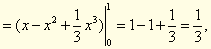 = (x − x² + 1/3 x³)|₀¹ = 1 − 1 + 1/3 = 1/3,